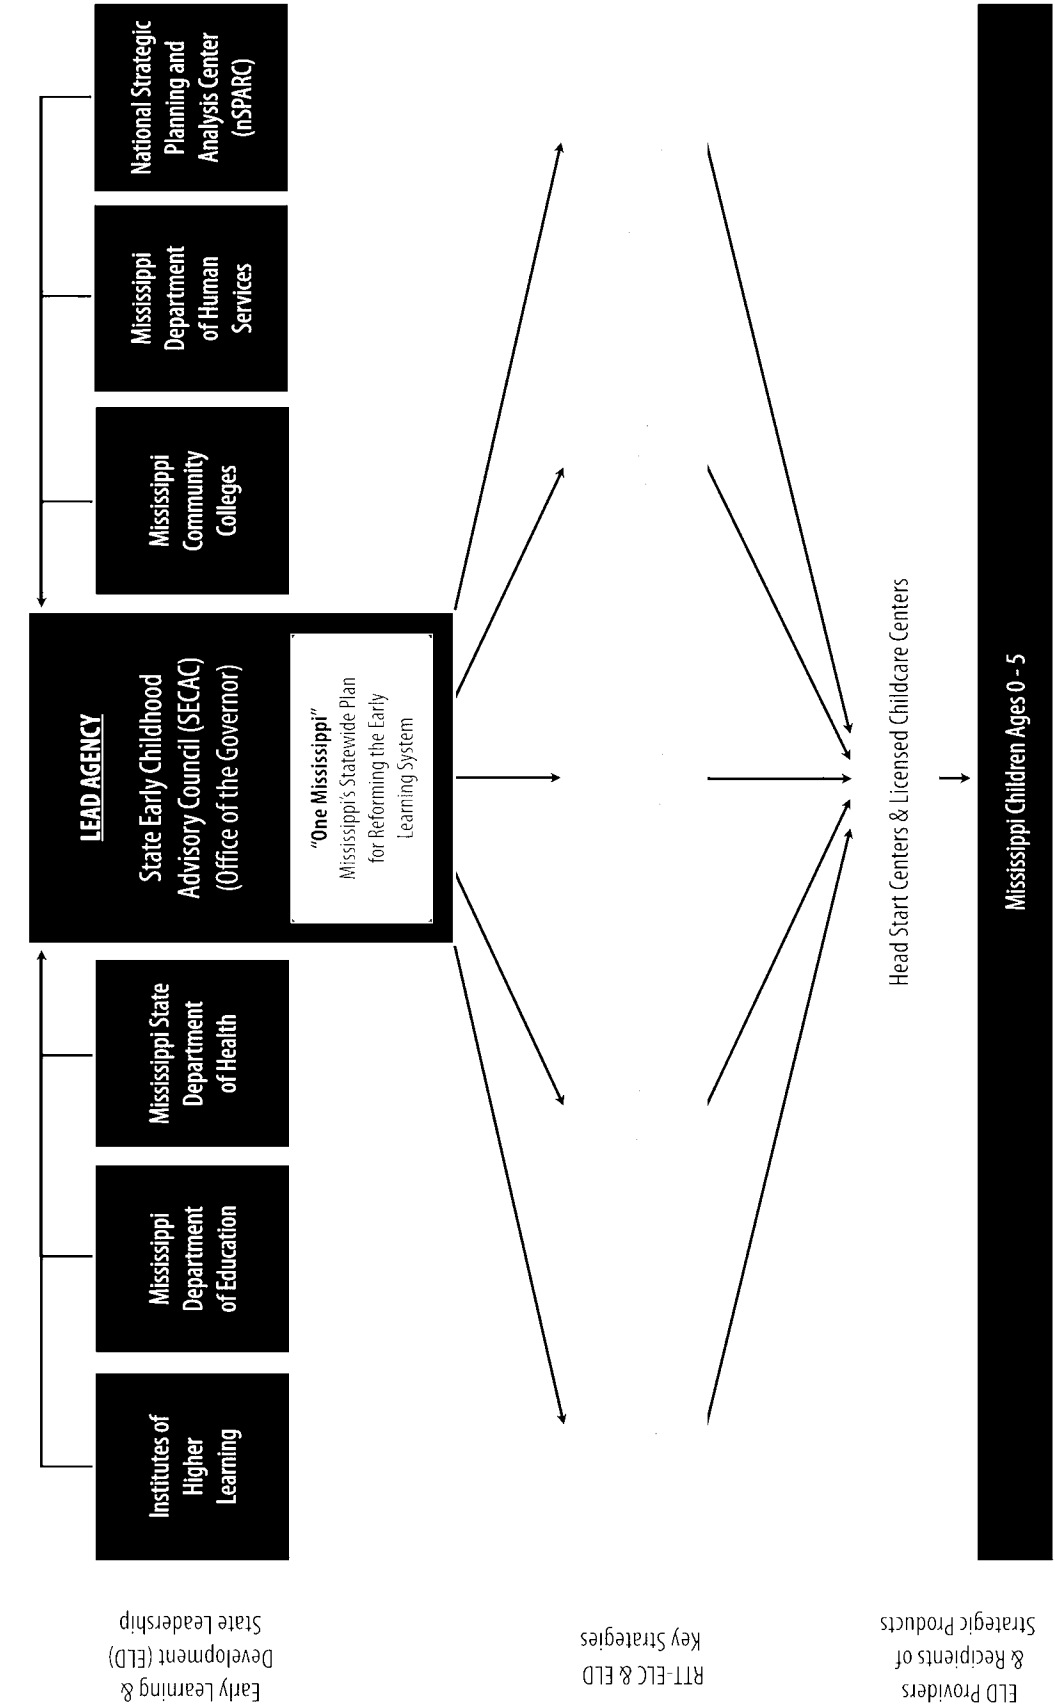 Early Learning &
Development (ELD)
State Leadership
Institutes of
Higher
Learning
Mississippi
Department
of Education
Mississippi State
Department
of Health
LEAD AGENCY
State Early Childhood
Advisory Council (SECAC)
(Office of the Governor)
"One Mississippi"
Mississippi's Statewide Plan
for Reforming the Early
Learning System
Mississippi
Community
Colleges
Mississippi
Department
of Human
Services
National Strategic
Planning and
Analysis Center
(nSPARC)
RTT-ELC & ELD
Key Strategies
ELD Providers
& Recipients of
Strategic Products
Head Start Centers & Licensed Childcare Centers
Mississippi Children Ages 0 - 5